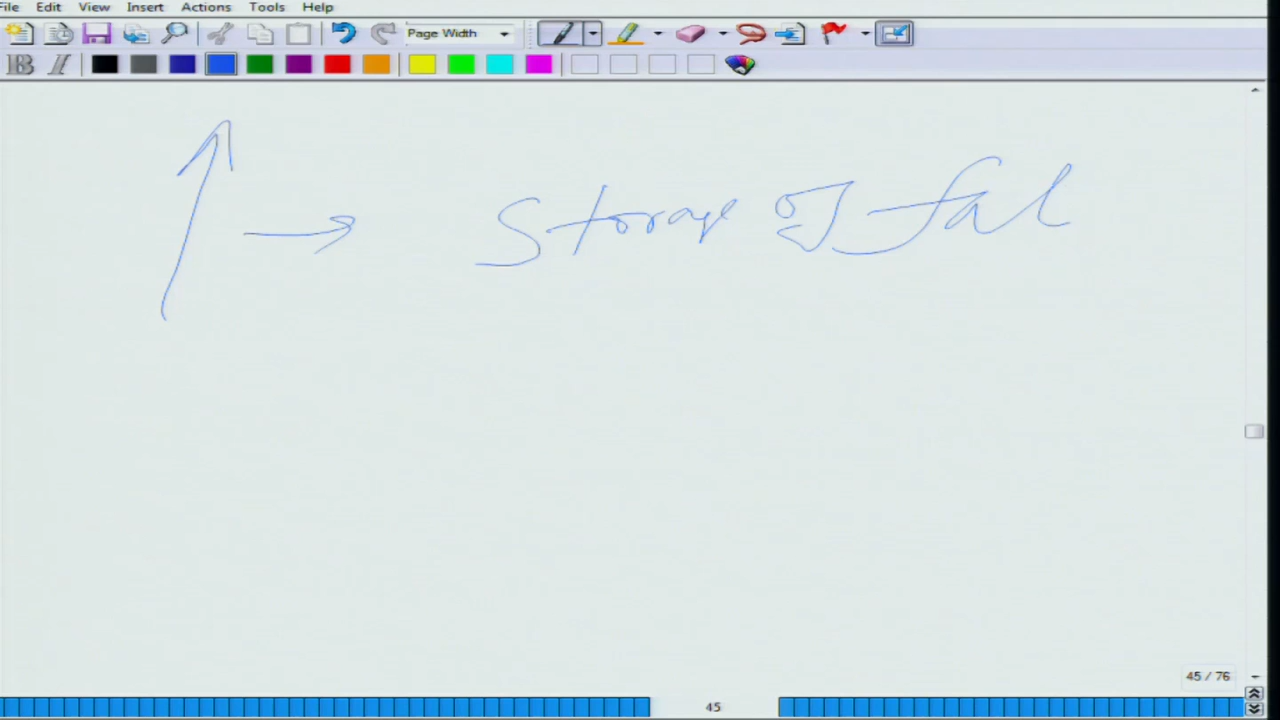 File Edit View Insert Actions Tools Help
Page Width
B I
↑ → Storage of fat
45 / 76
45